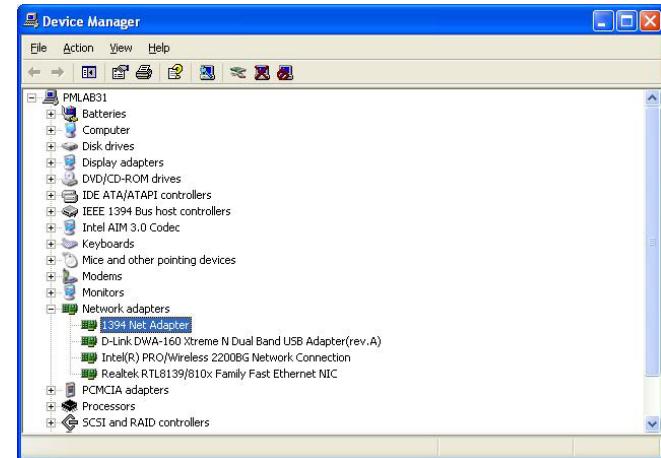 Device Manager
File Action View Help
PMLAB31
Batteries
Computer
Disk drives
Display adapters
DVD/CD-ROM drives
IDE ATA/ATAPI controllers
IEEE 1394 Bus host controllers
Intel AIM 3.0 Codec
Keyboards
Mice and other pointing devices
Modems
Monitors
Network adapters
1394 Net Adapter
D-Link DWA-160 Xtreme N Dual Band USB Adapter(rev.A)
Intel(R) PRO/Wireless 2200BG Network Connection
Realtek RTL8139/810x Family Fast Ethernet NIC
PCMCIA adapters
Processors
SCSI and RAID controllers